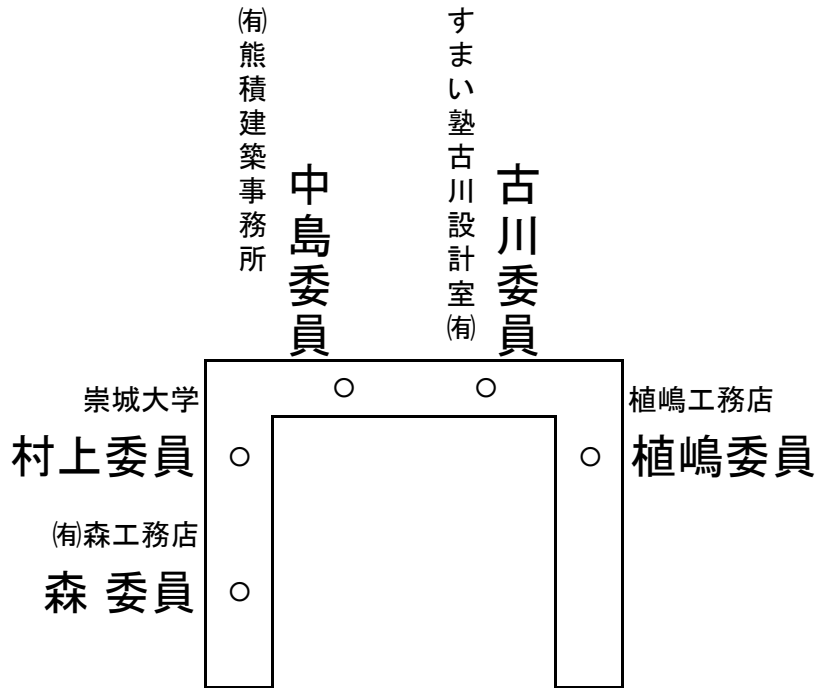 ㈲熊積建築事務所
中島委員
すまい塾古川設計室㈲
古川委員
崇城大学
村上委員
㈲森工務店
森 委員
植嶋工務店
植嶋委員